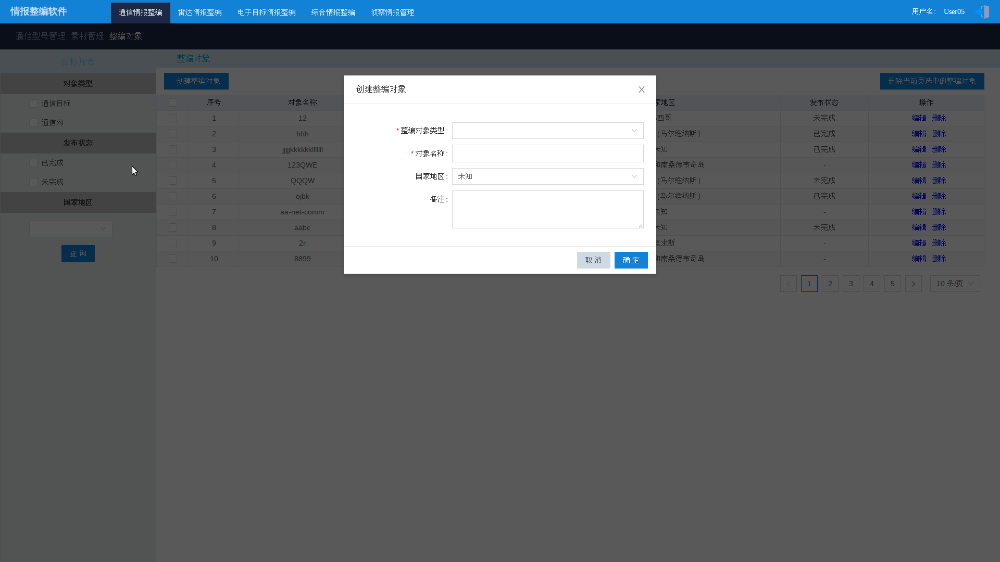 情报整编软件 通信情报整编 雷达情报整编 电子目标情报整编 综合情报整编 侦察情报管理 用户名: User05
通信型号管理 素材管理 整编对象
目标筛选
对象类型
通信目标
通信网
发布状态
已完成
未完成
国家地区
查 询
整编对象
创建整编对象 删除当前页选中的整编对象
序号 对象名称 家地区 发布状态 操作
1 12 西哥 未完成 编辑 删除
2 hhh (马尔维纳斯) 已完成 编辑 删除
3 jjjjjkkkkkklllllll 未知 已完成 编辑 删除
4 123QWE 和南桑德韦奇岛 - 编辑 删除
5 QQQW (马尔维纳斯) 未完成 编辑 删除
6 ojbk (马尔维纳斯) 已完成 编辑 删除
7 aa-net-comm 未知 - 编辑 删除
8 aabc 未知 未完成 编辑 删除
9 2r 里求斯 - 编辑 删除
10 8899 和南桑德韦奇岛 - 编辑 删除
1 2 3 4 5 10 条/页
创建整编对象
* 整编对象类型:
* 对象名称:
国家地区: 未知
备注:
取 消 确 定